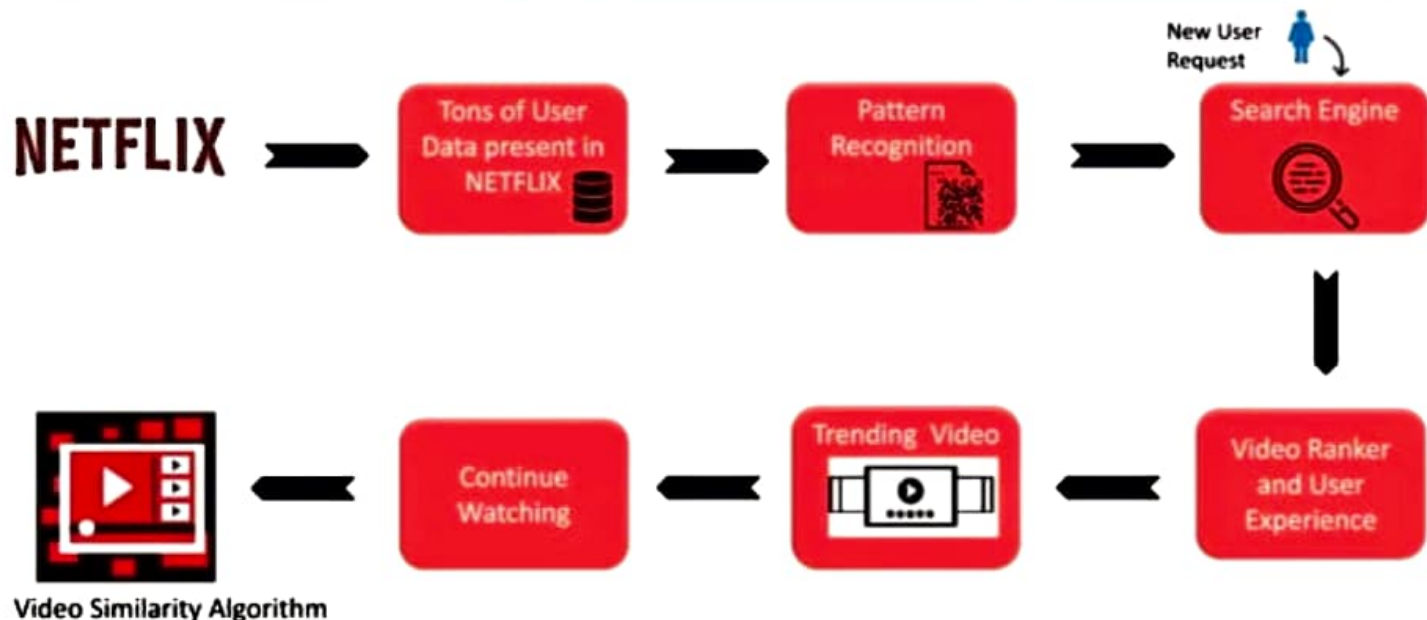 New User
Request
NETFLIX
Tons of User
Data present in
NETFLIX
Pattern
Recognition
Search Engine
Video Ranker
and User
Experience
Trending Video
Continue
Watching
Video Similarity Algorithm